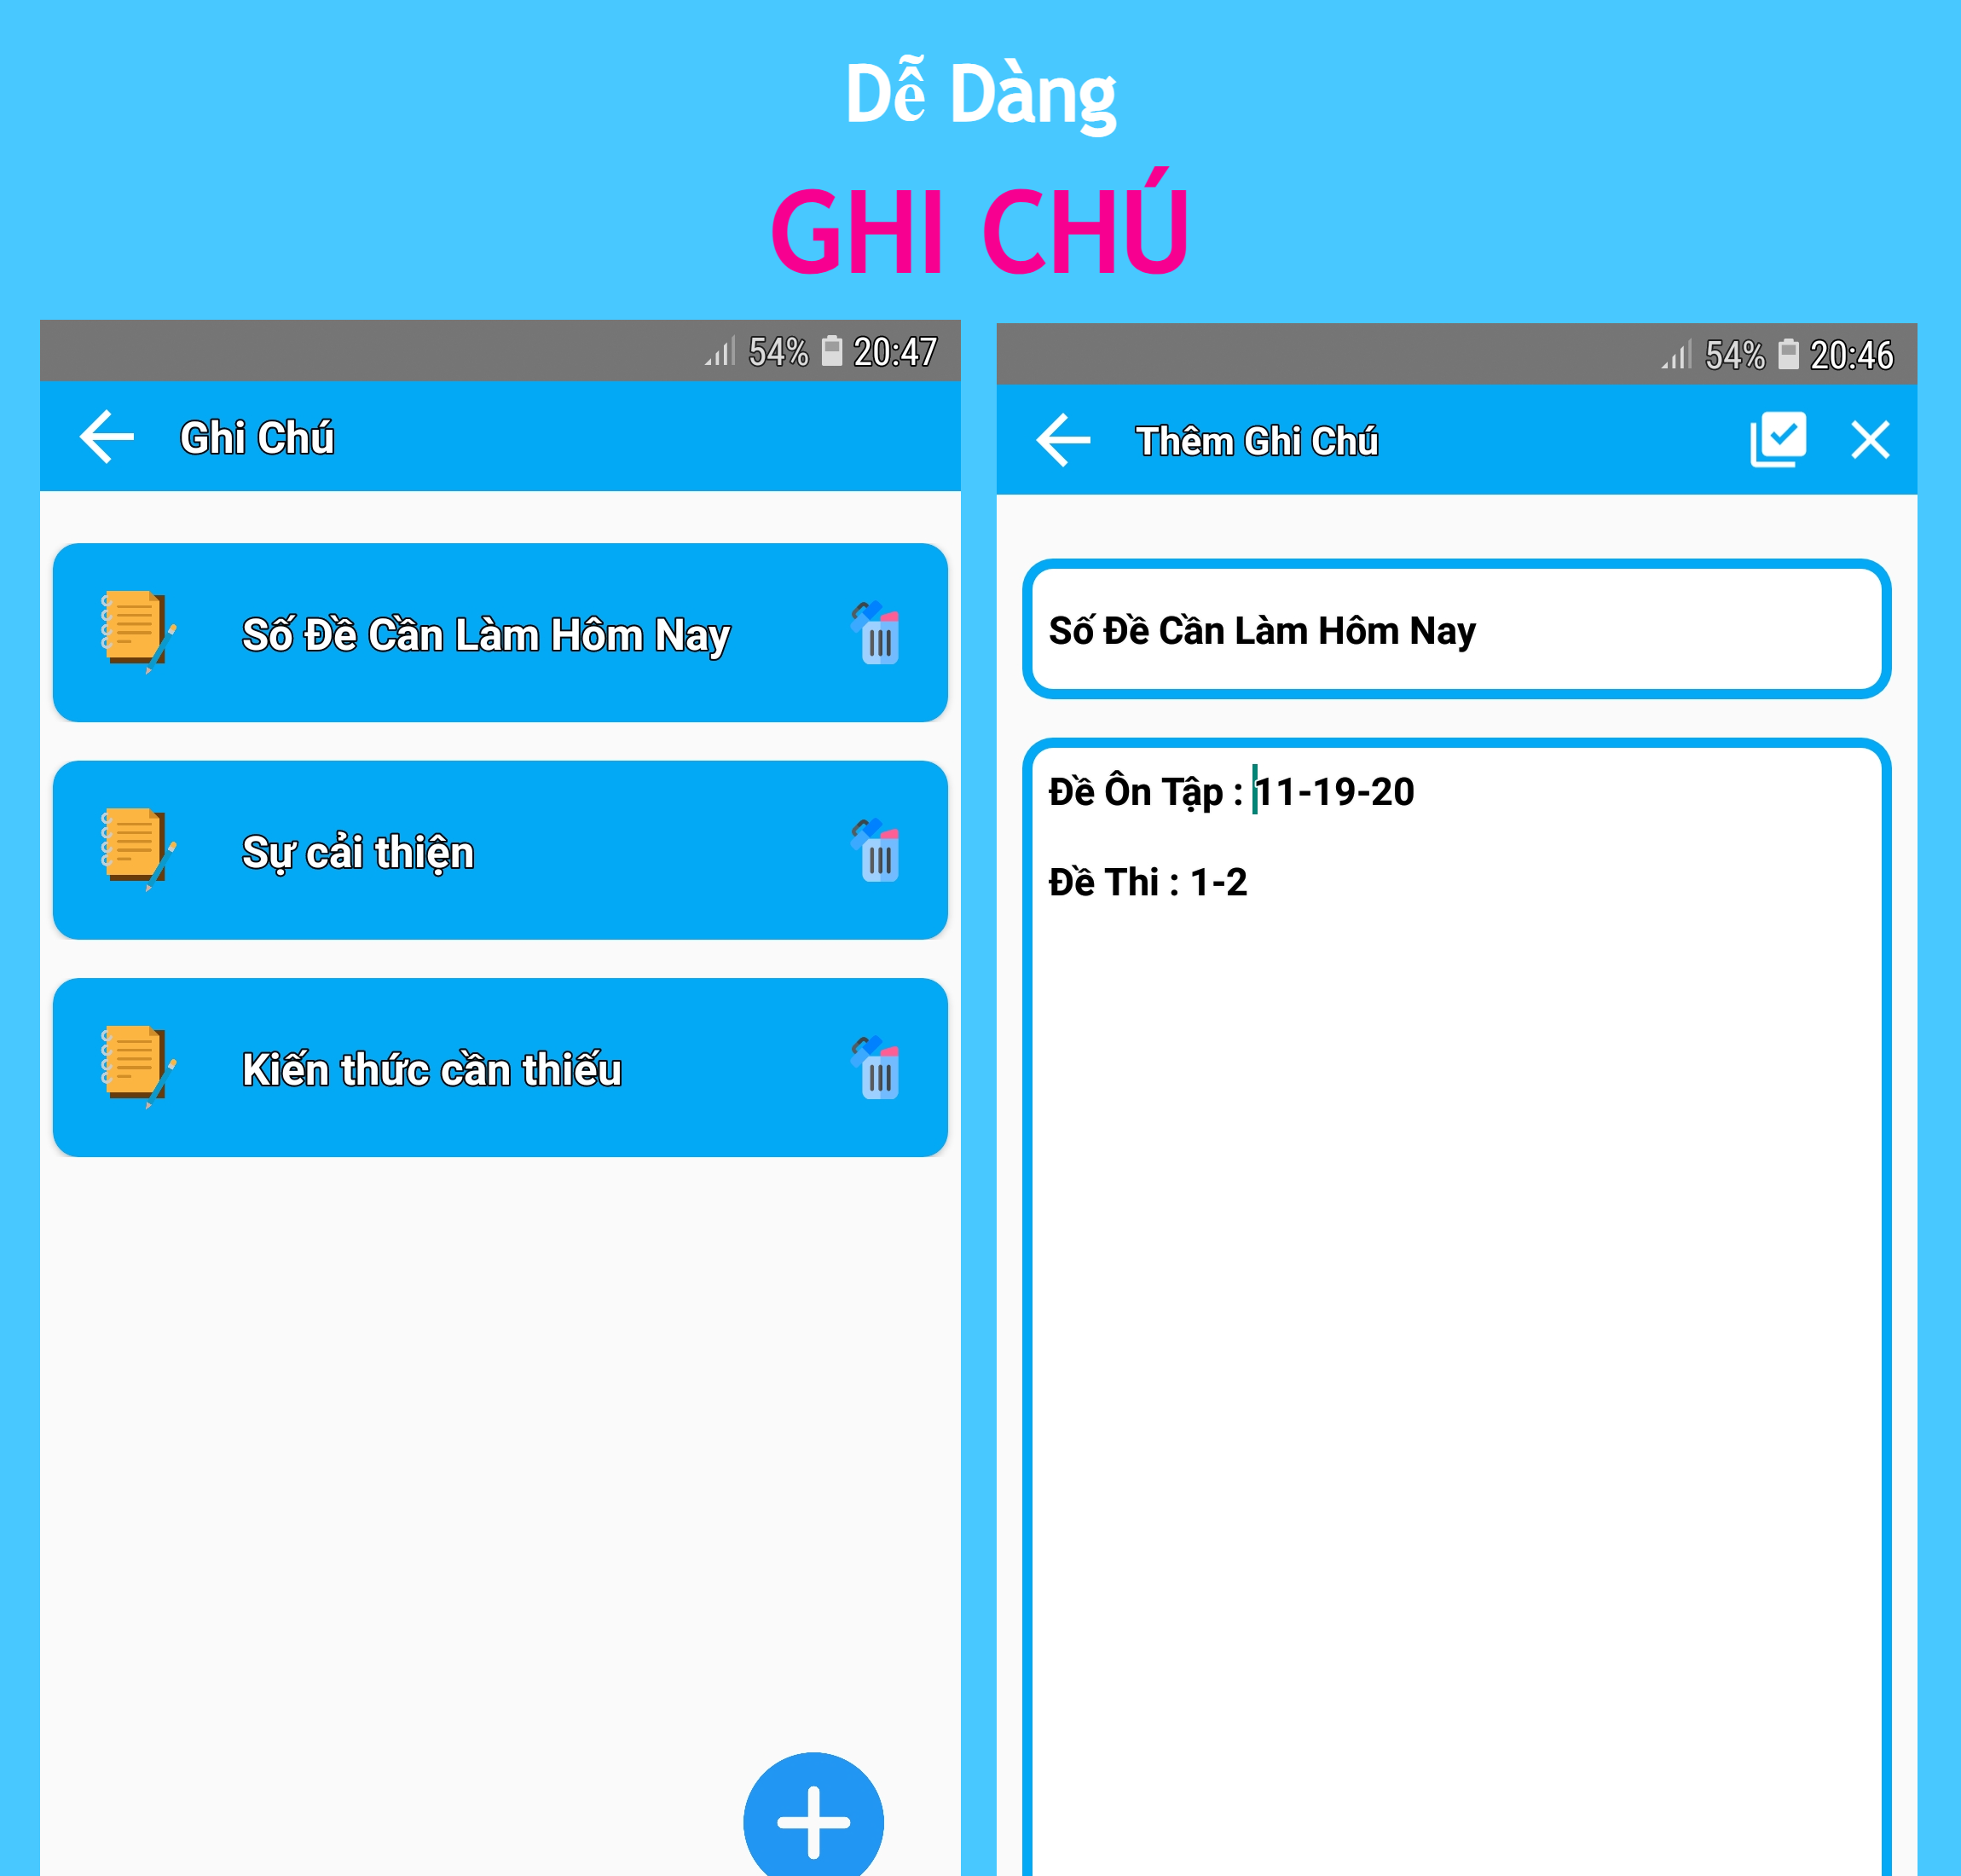 Dễ Dàng
GHI CHÚ
54% 20:47
Ghi Chú
Số Đề Cần Làm Hôm Nay
Sự cải thiện
Kiến thức cần thiếu
54% 20:46
Thêm Ghi Chú
Số Đề Cần Làm Hôm Nay
Đề Ôn Tập : 11-19-20
Đề Thi : 1-2